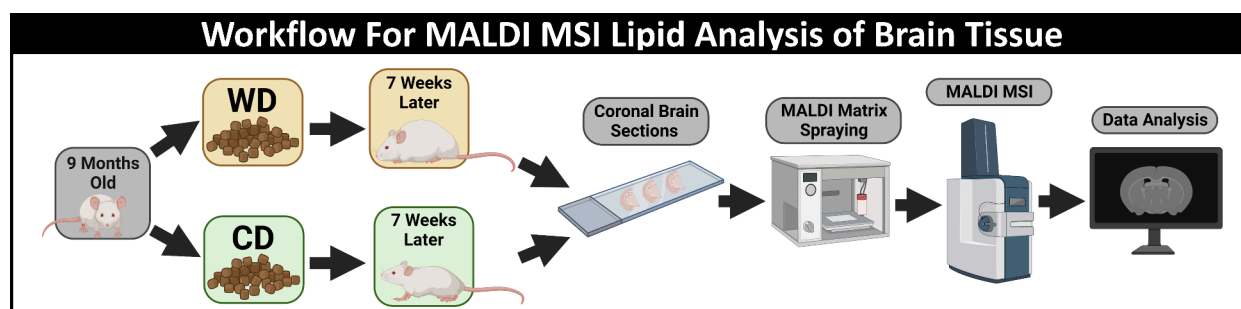 Workflow For MALDI MSI Lipid Analysis of Brain Tissue
9 Months
Old
WD
7 Weeks
Later
CD
7 Weeks
Later
Coronal Brain
Sections
MALDI Matrix
Spraying
MALDI MSI
Data Analysis